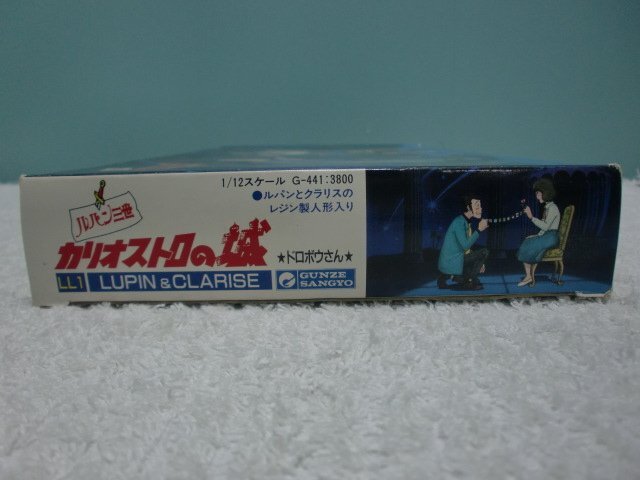 1/12スケール G-441:3800
●ルパンとクラリスの
レジン製人形入り
ルパン三世
カリオストロの城
★ドロボウさん★
LL1 LUPIN & CLARISE
GUNZE
SANGYO